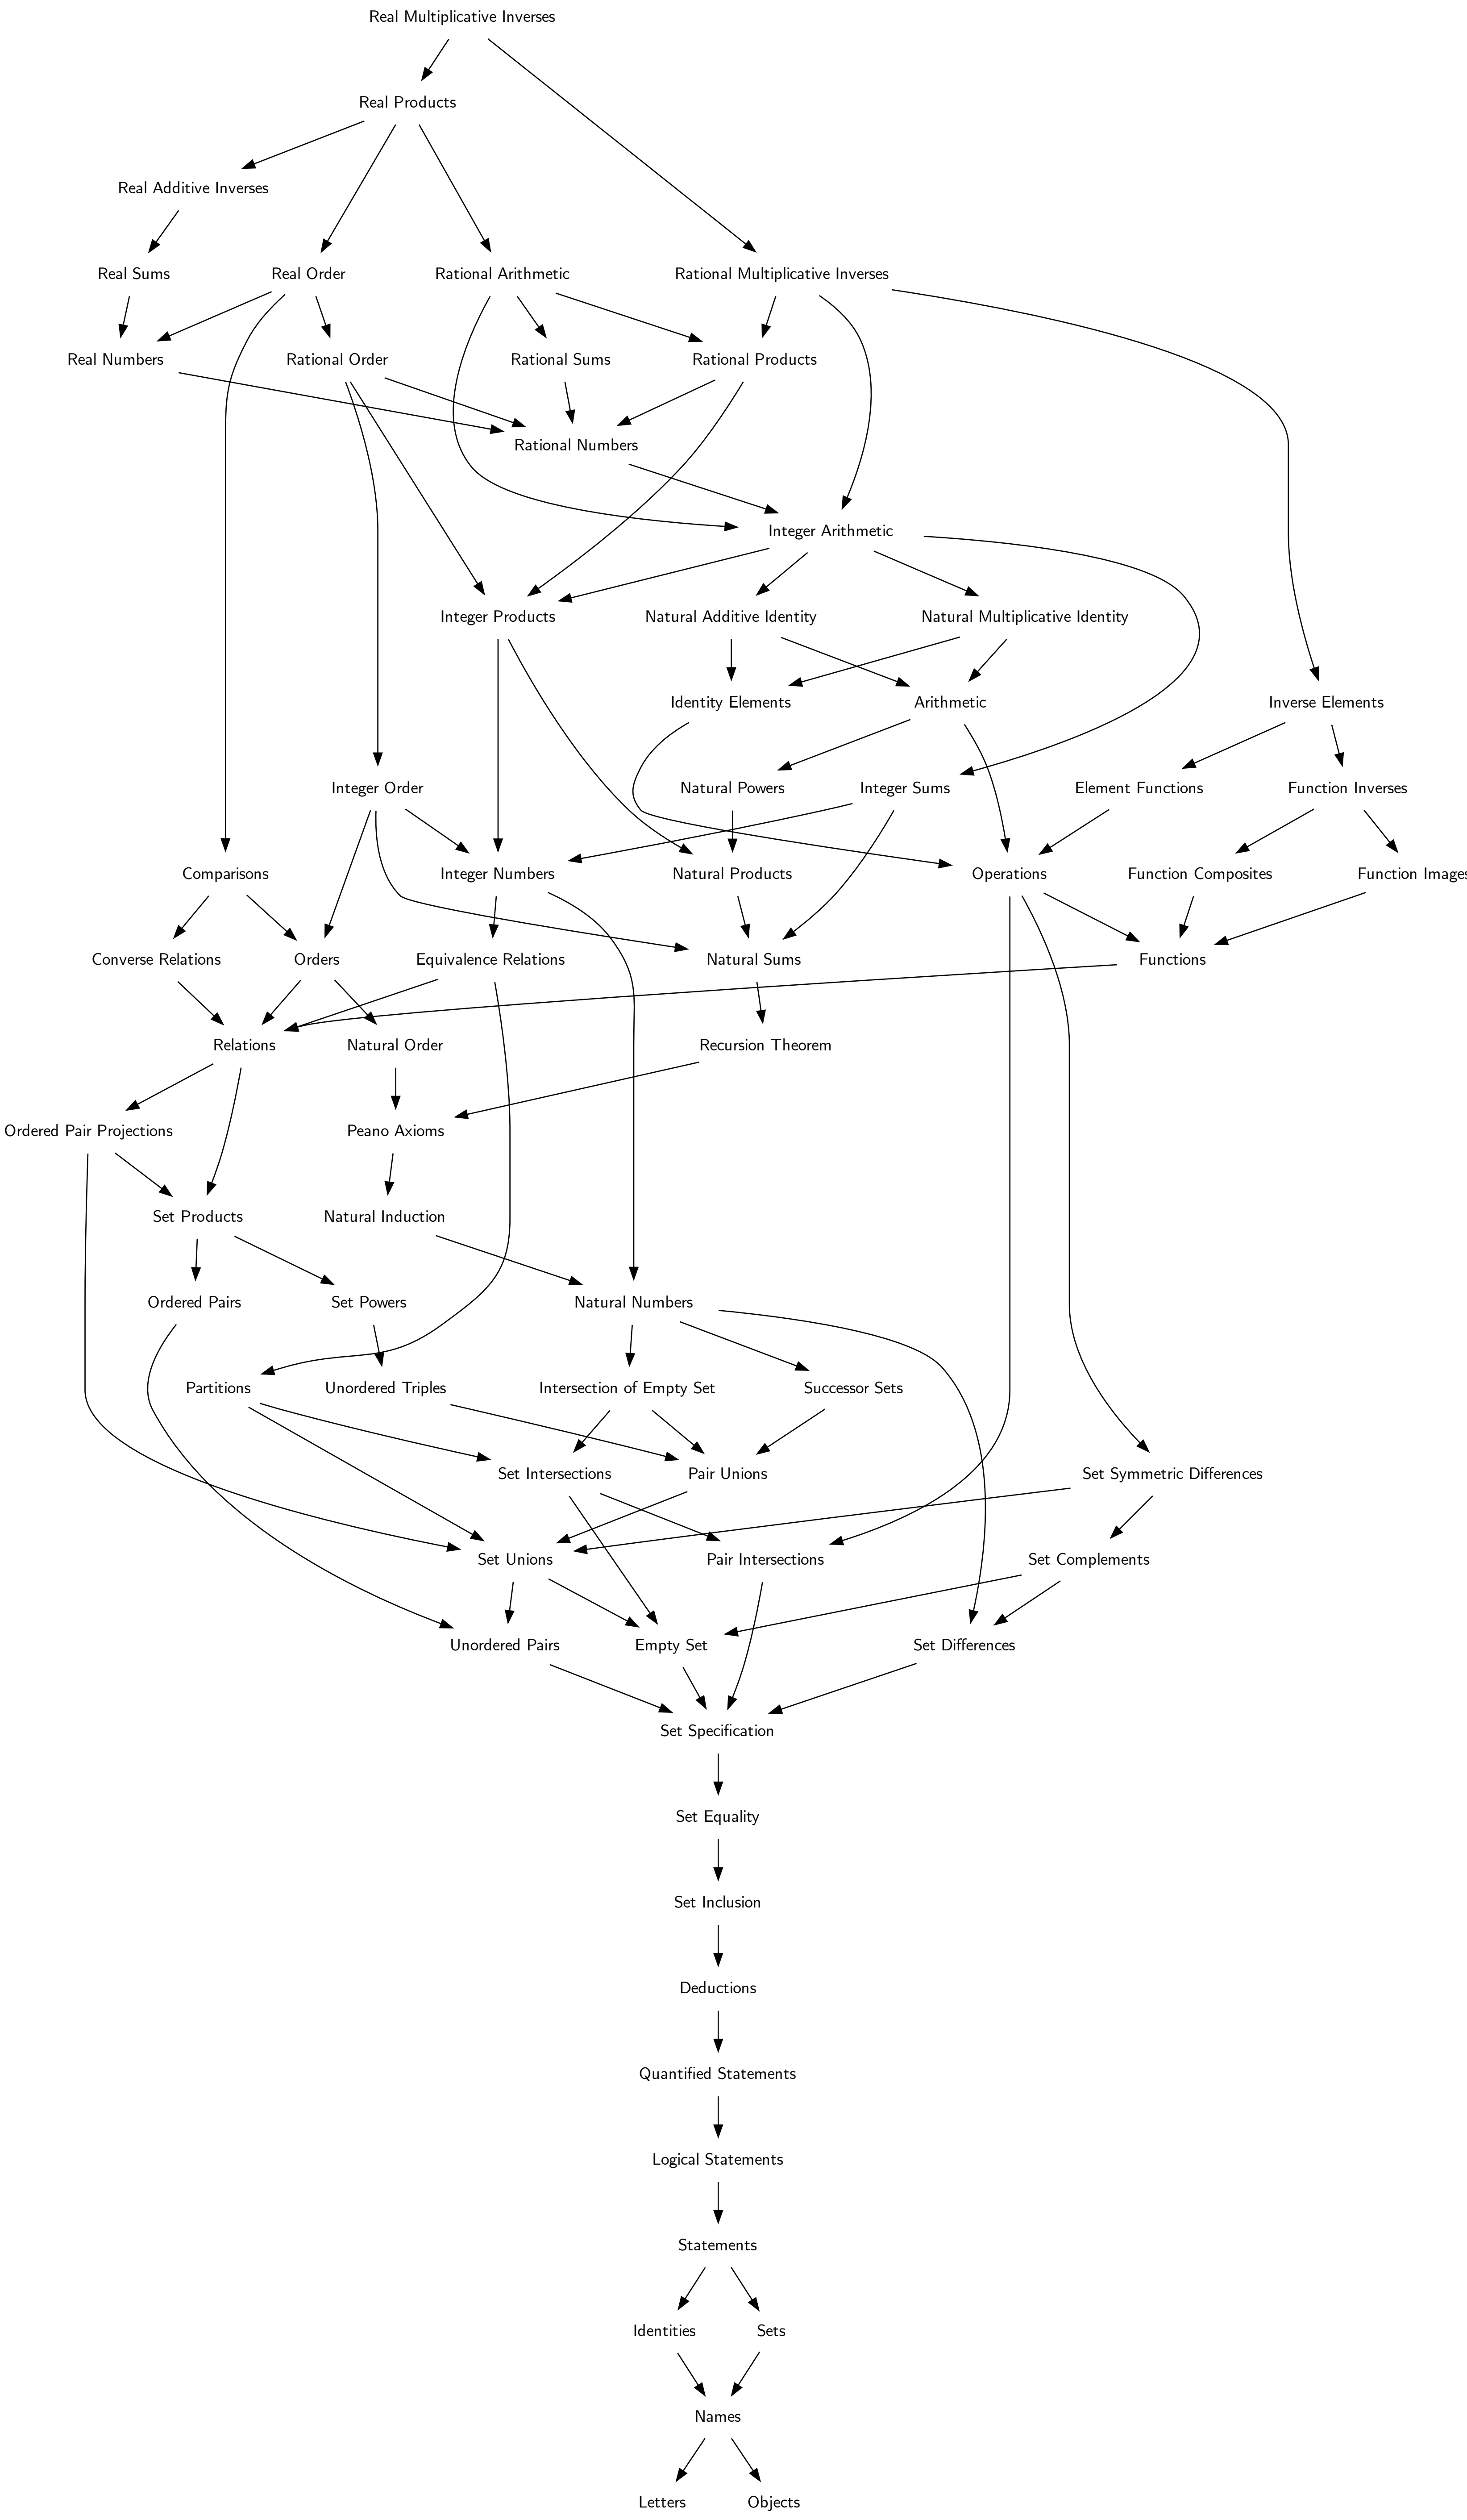 Real Multiplicative Inverses
Real Products
Real Additive Inverses
Real Sums
Real Order
Rational Arithmetic
Rational Multiplicative Inverses
Real Numbers
Rational Order
Rational Sums
Rational Products
Rational Numbers
Integer Arithmetic
Integer Products
Natural Additive Identity
Natural Multiplicative Identity
Identity Elements
Arithmetic
Inverse Elements
Integer Order
Natural Powers
Integer Sums
Element Functions
Function Inverses
Comparisons
Integer Numbers
Natural Products
Operations
Function Composites
Function Images
Converse Relations
Orders
Equivalence Relations
Natural Sums
Functions
Relations
Natural Order
Recursion Theorem
Ordered Pair Projections
Peano Axioms
Set Products
Natural Induction
Ordered Pairs
Set Powers
Natural Numbers
Partitions
Unordered Triples
Intersection of Empty Set
Successor Sets
Set Intersections
Pair Unions
Set Symmetric Differences
Set Unions
Pair Intersections
Set Complements
Unordered Pairs
Empty Set
Set Differences
Set Specification
Set Equality
Set Inclusion
Deductions
Quantified Statements
Logical Statements
Statements
Identities
Sets
Names
Letters
Objects